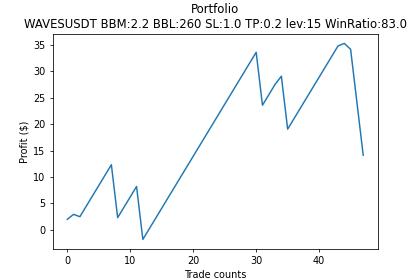 Portfolio
WAVESUSDT BBM:2.2 BBL:260 SL:1.0 TP:0.2 lev:15 WinRatio:83.0
35
30
25
20
15
10
5
0
Profit ($)
0 10 20 30 40
Trade counts